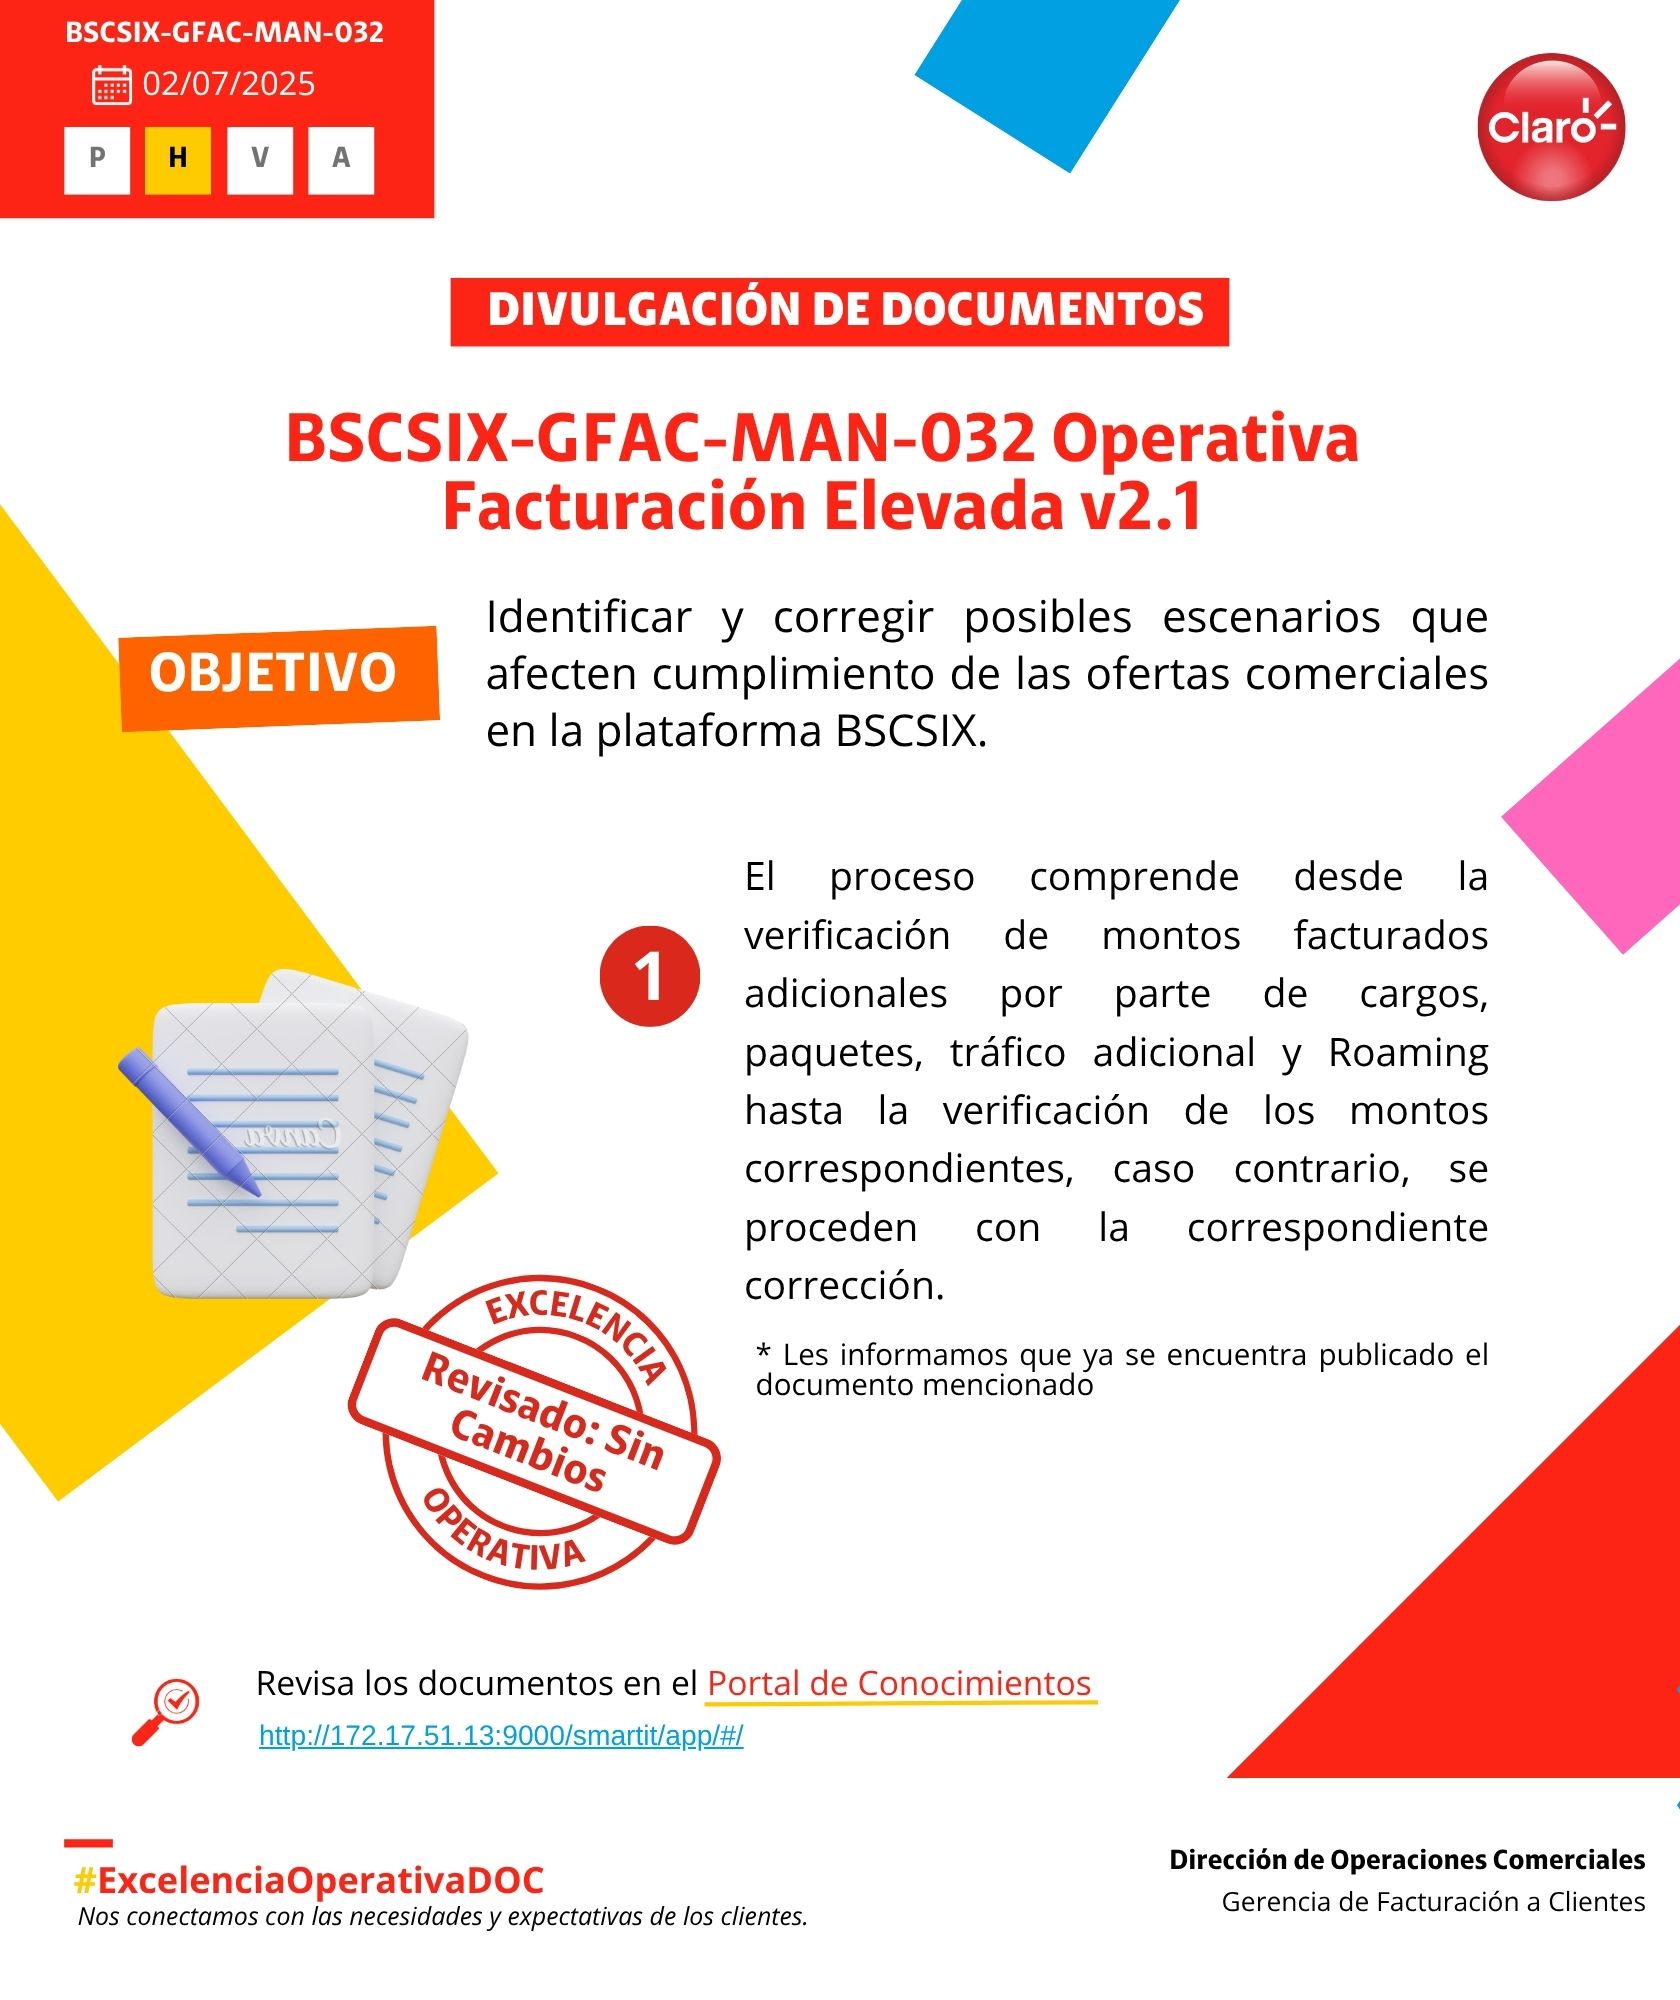 BSCSIX-GFAC-MAN-032
02/07/2025
P H V A
Claro
DIVULGACIÓN DE DOCUMENTOS
BSCSIX-GFAC-MAN-032 Operativa
Facturación Elevada v2.1
OBJETIVO
Identificar y corregir posibles escenarios que
afecten cumplimiento de las ofertas comerciales
en la plataforma BSCSIX.
1
El proceso comprende desde la
verificación de montos facturados
adicionales por parte de cargos,
paquetes, tráfico adicional y Roaming
hasta la verificación de los montos
correspondientes, caso contrario, se
proceden con la correspondiente
corrección.
* Les informamos que ya se encuentra publicado el
documento mencionado
Canva
EXCELENCIA
Revisado: Sin
Cambios
OPERATIVA
Revisa los documentos en el Portal de Conocimientos
http://172.17.51.13:9000/smartit/app/#/
#ExcelenciaOperativaDOC
Nos conectamos con las necesidades y expectativas de los clientes.
Dirección de Operaciones Comerciales
Gerencia de Facturación a Clientes